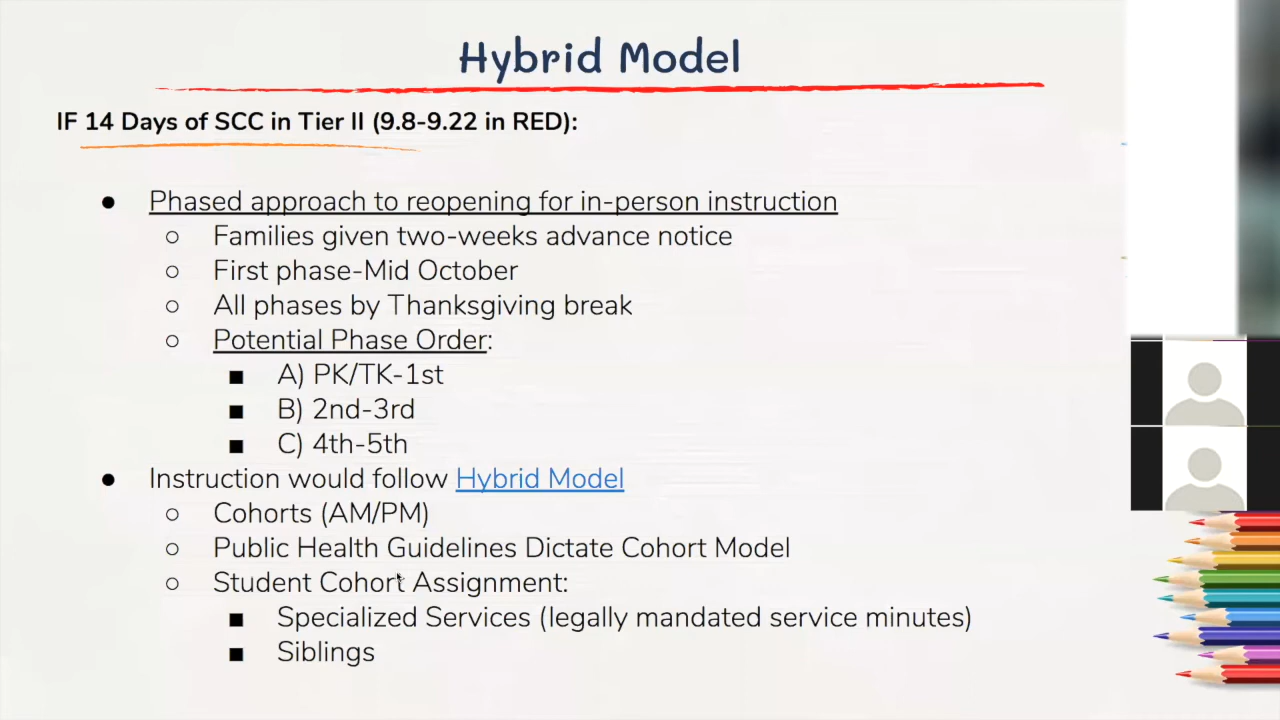 Hybrid Model
IF 14 Days of SCC in Tier II (9.8-9.22 in RED):
● Phased approach to reopening for in-person instruction
○ Families given two-weeks advance notice
○ First phase-Mid October
○ All phases by Thanksgiving break
○ Potential Phase Order:
■ A) PK/TK-1st
■ B) 2nd-3rd
■ C) 4th-5th
● Instruction would follow Hybrid Model
○ Cohorts (AM/PM)
○ Public Health Guidelines Dictate Cohort Model
○ Student Cohort Assignment:
■ Specialized Services (legally mandated service minutes)
■ Siblings